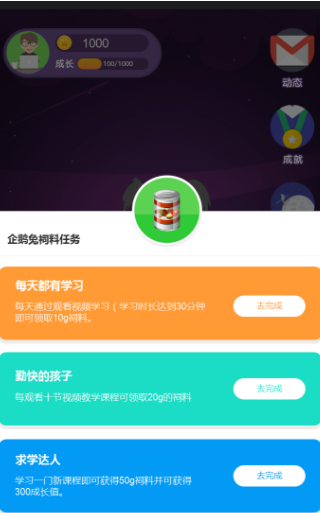 1000
成长 100/1000
动态
成就
企鹅兔柯料任务
每天都有学习
每天通过观看视频学习（学习时长达到30分钟
即可领取10g饲料。
去完成
勤快的孩子
每观看十节视频教学课程可领取20g的饲料
去完成
求学达人
学习一门新课程即可获得50g饲料并可获得
300成长值。
去完成